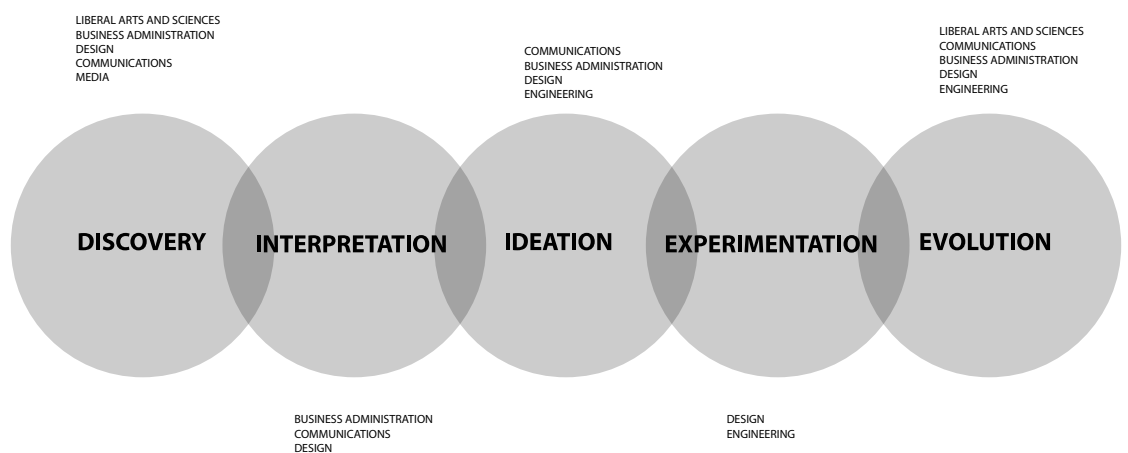 LIBERAL ARTS AND SCIENCES
BUSINESS ADMINISTRATION
DESIGN
COMMUNICATIONS
MEDIA
COMMUNICATIONS
BUSINESS ADMINISTRATION
DESIGN
ENGINEERING
LIBERAL ARTS AND SCIENCES
COMMUNICATIONS
BUSINESS ADMINISTRATION
DESIGN
ENGINEERING
DISCOVERY
INTERPRETATION
IDEATION
EXPERIMENTATION
EVOLUTION
BUSINESS ADMINISTRATION
COMMUNICATIONS
DESIGN
DESIGN
ENGINEERING